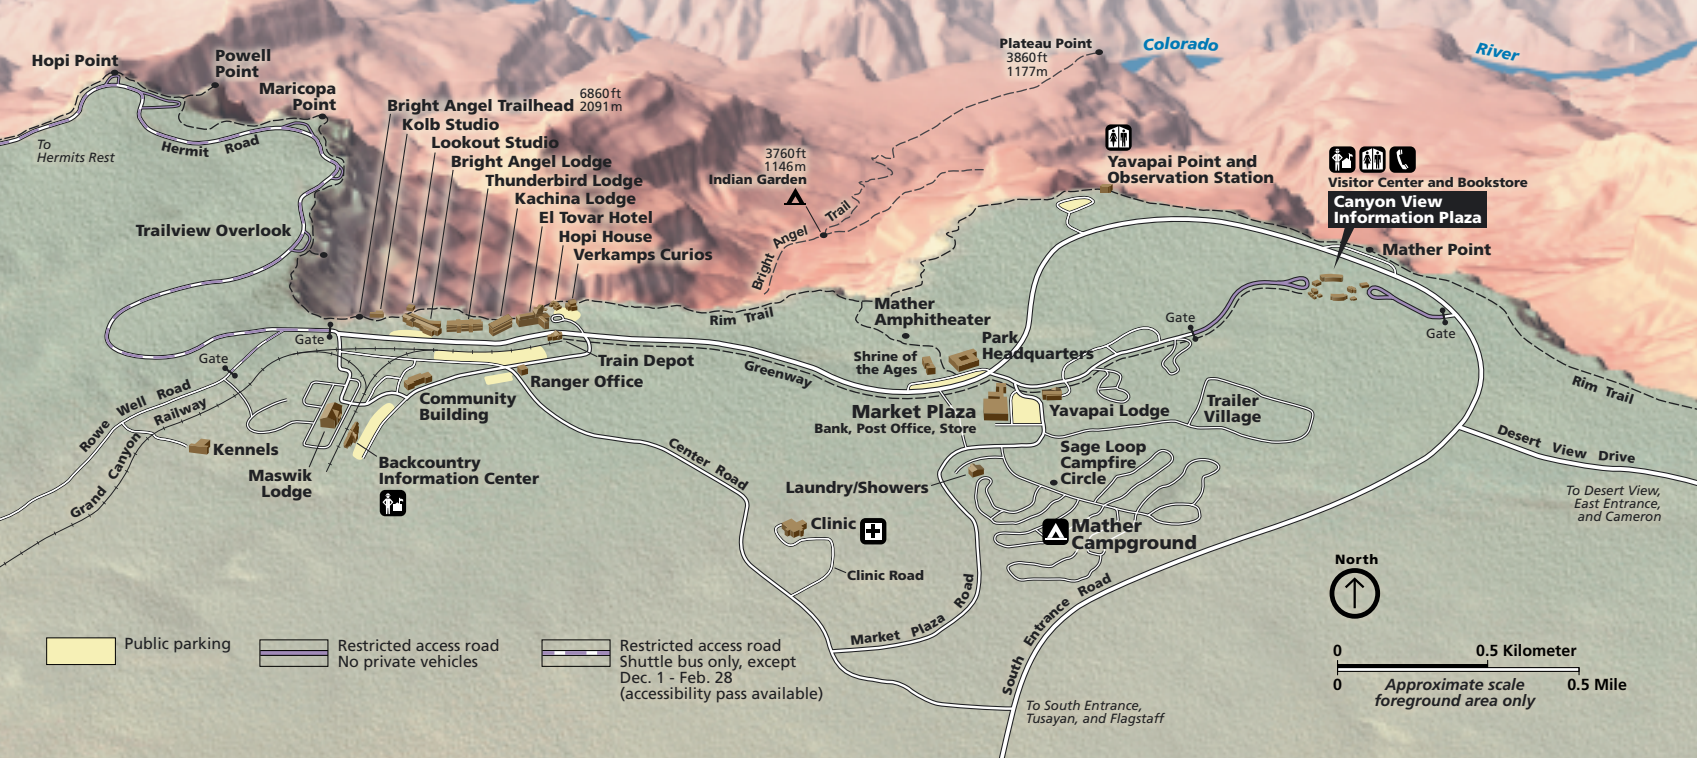 Hopi Point
Powell
Point
Maricopa
Point
To
Hermits Rest
Hermit Road
Trailview Overlook
Bright Angel Trailhead
6860ft
2091m
Kolb Studio
Lookout Studio
Bright Angel Lodge
Thunderbird Lodge
Kachina Lodge
El Tovar Hotel
Hopi House
Verkamps Curios
3760ft
1146m
Indian Garden
Bright Angel Trail
Plateau Point
3860ft
1177m
Colorado River
Yavapai Point and
Observation Station
Visitor Center and Bookstore
Canyon View
Information Plaza
Mather Point
Gate
Gate
Gate
Gate
Rim Trail
Mather
Amphitheater
Park
Headquarters
Shrine of
the Ages
Greenway
Train Depot
Ranger Office
Community
Building
Rowe Well Road
Grand Canyon Railway
Kennels
Maswik
Lodge
Backcountry
Information Center
Center Road
Market Plaza
Bank, Post Office, Store
Yavapai Lodge
Trailer
Village
Rim Trail
Desert View Drive
To Desert View,
East Entrance,
and Cameron
Sage Loop
Campfire
Circle
Laundry/Showers
Clinic
Clinic Road
Mather
Campground
Market Plaza Road
South Entrance Road
To South Entrance,
Tusayan, and Flagstaff
North
0 0.5 Kilometer
0 0.5 Mile
Approximate scale
foreground area only
Public parking
Restricted access road
No private vehicles
Restricted access road
Shuttle bus only, except
Dec. 1 - Feb. 28
(accessibility pass available)